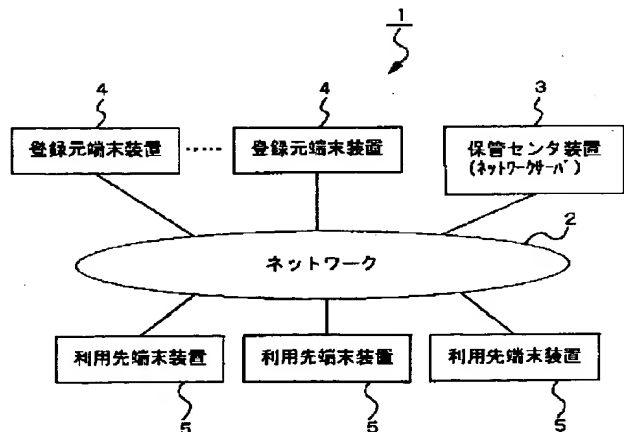 1
4
4
3
登録元端末装置 ‥‥‥ 登録元端末装置
保管センタ装置
(ネットワークサーバ)
2
ネットワーク
利用先端末装置
利用先端末装置
利用先端末装置
5
5
5